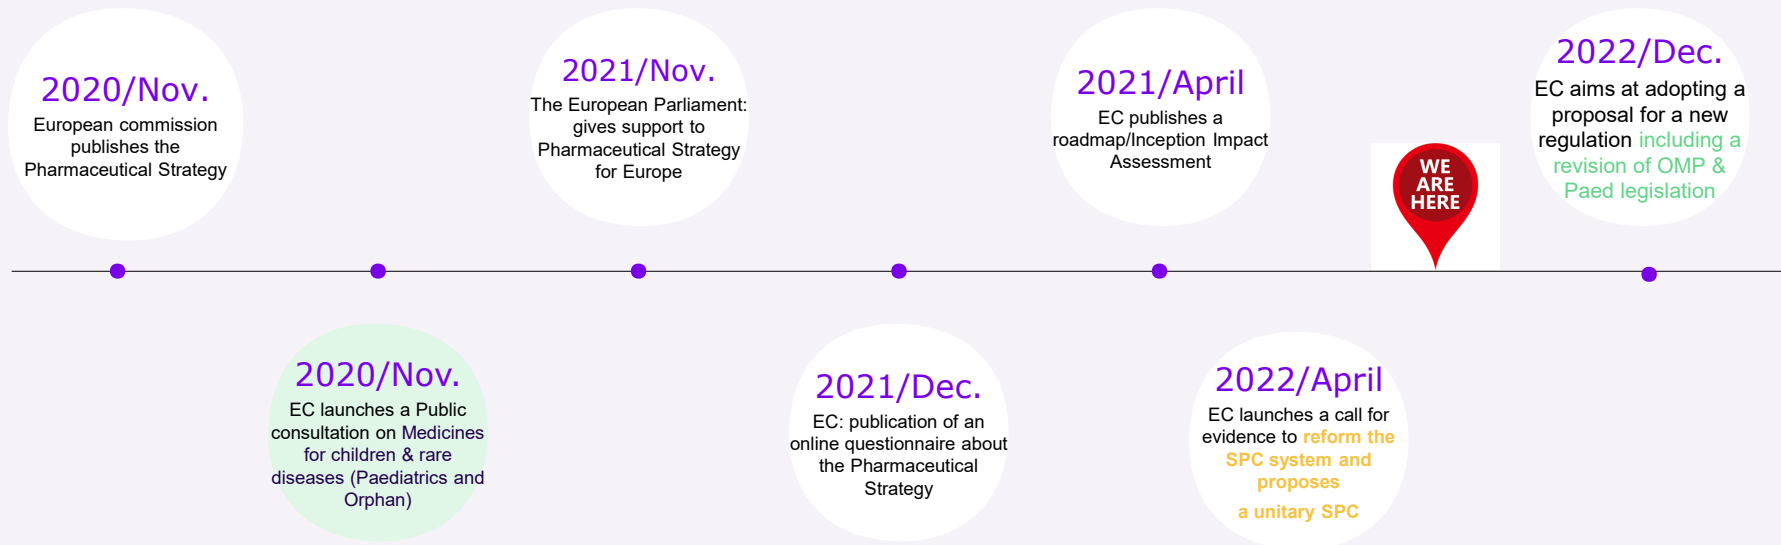 2020/Nov.
European commission
publishes the
Pharmaceutical Strategy
2020/Nov.
EC launches a Public
consultation on Medicines
for children & rare
diseases (Paediatrics and
Orphan)
2021/Nov.
The European Parliament:
gives support to
Pharmaceutical Strategy
for Europe
2021/Dec.
EC: publication of an
online questionnaire about
the Pharmaceutical
Strategy
2021/April
EC publishes a
roadmap/Inception Impact
Assessment
2022/April
EC launches a call for
evidence to reform the
SPC system and
proposes
a unitary SPC
WE
ARE
HERE
2022/Dec.
EC aims at adopting a
proposal for a new
regulation including a
revision of OMP &
Paed legislation